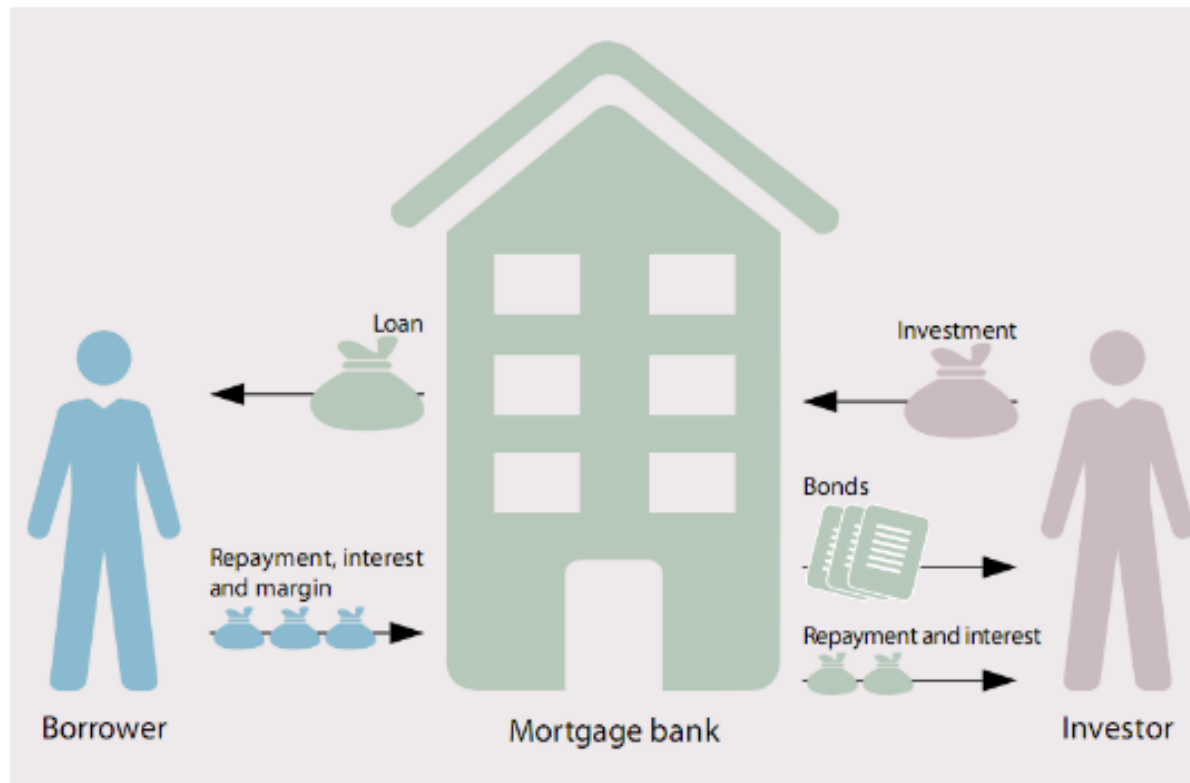 Loan
Investment
Bonds
Repayment, interest
and margin
Repayment and interest
Borrower
Mortgage bank
Investor